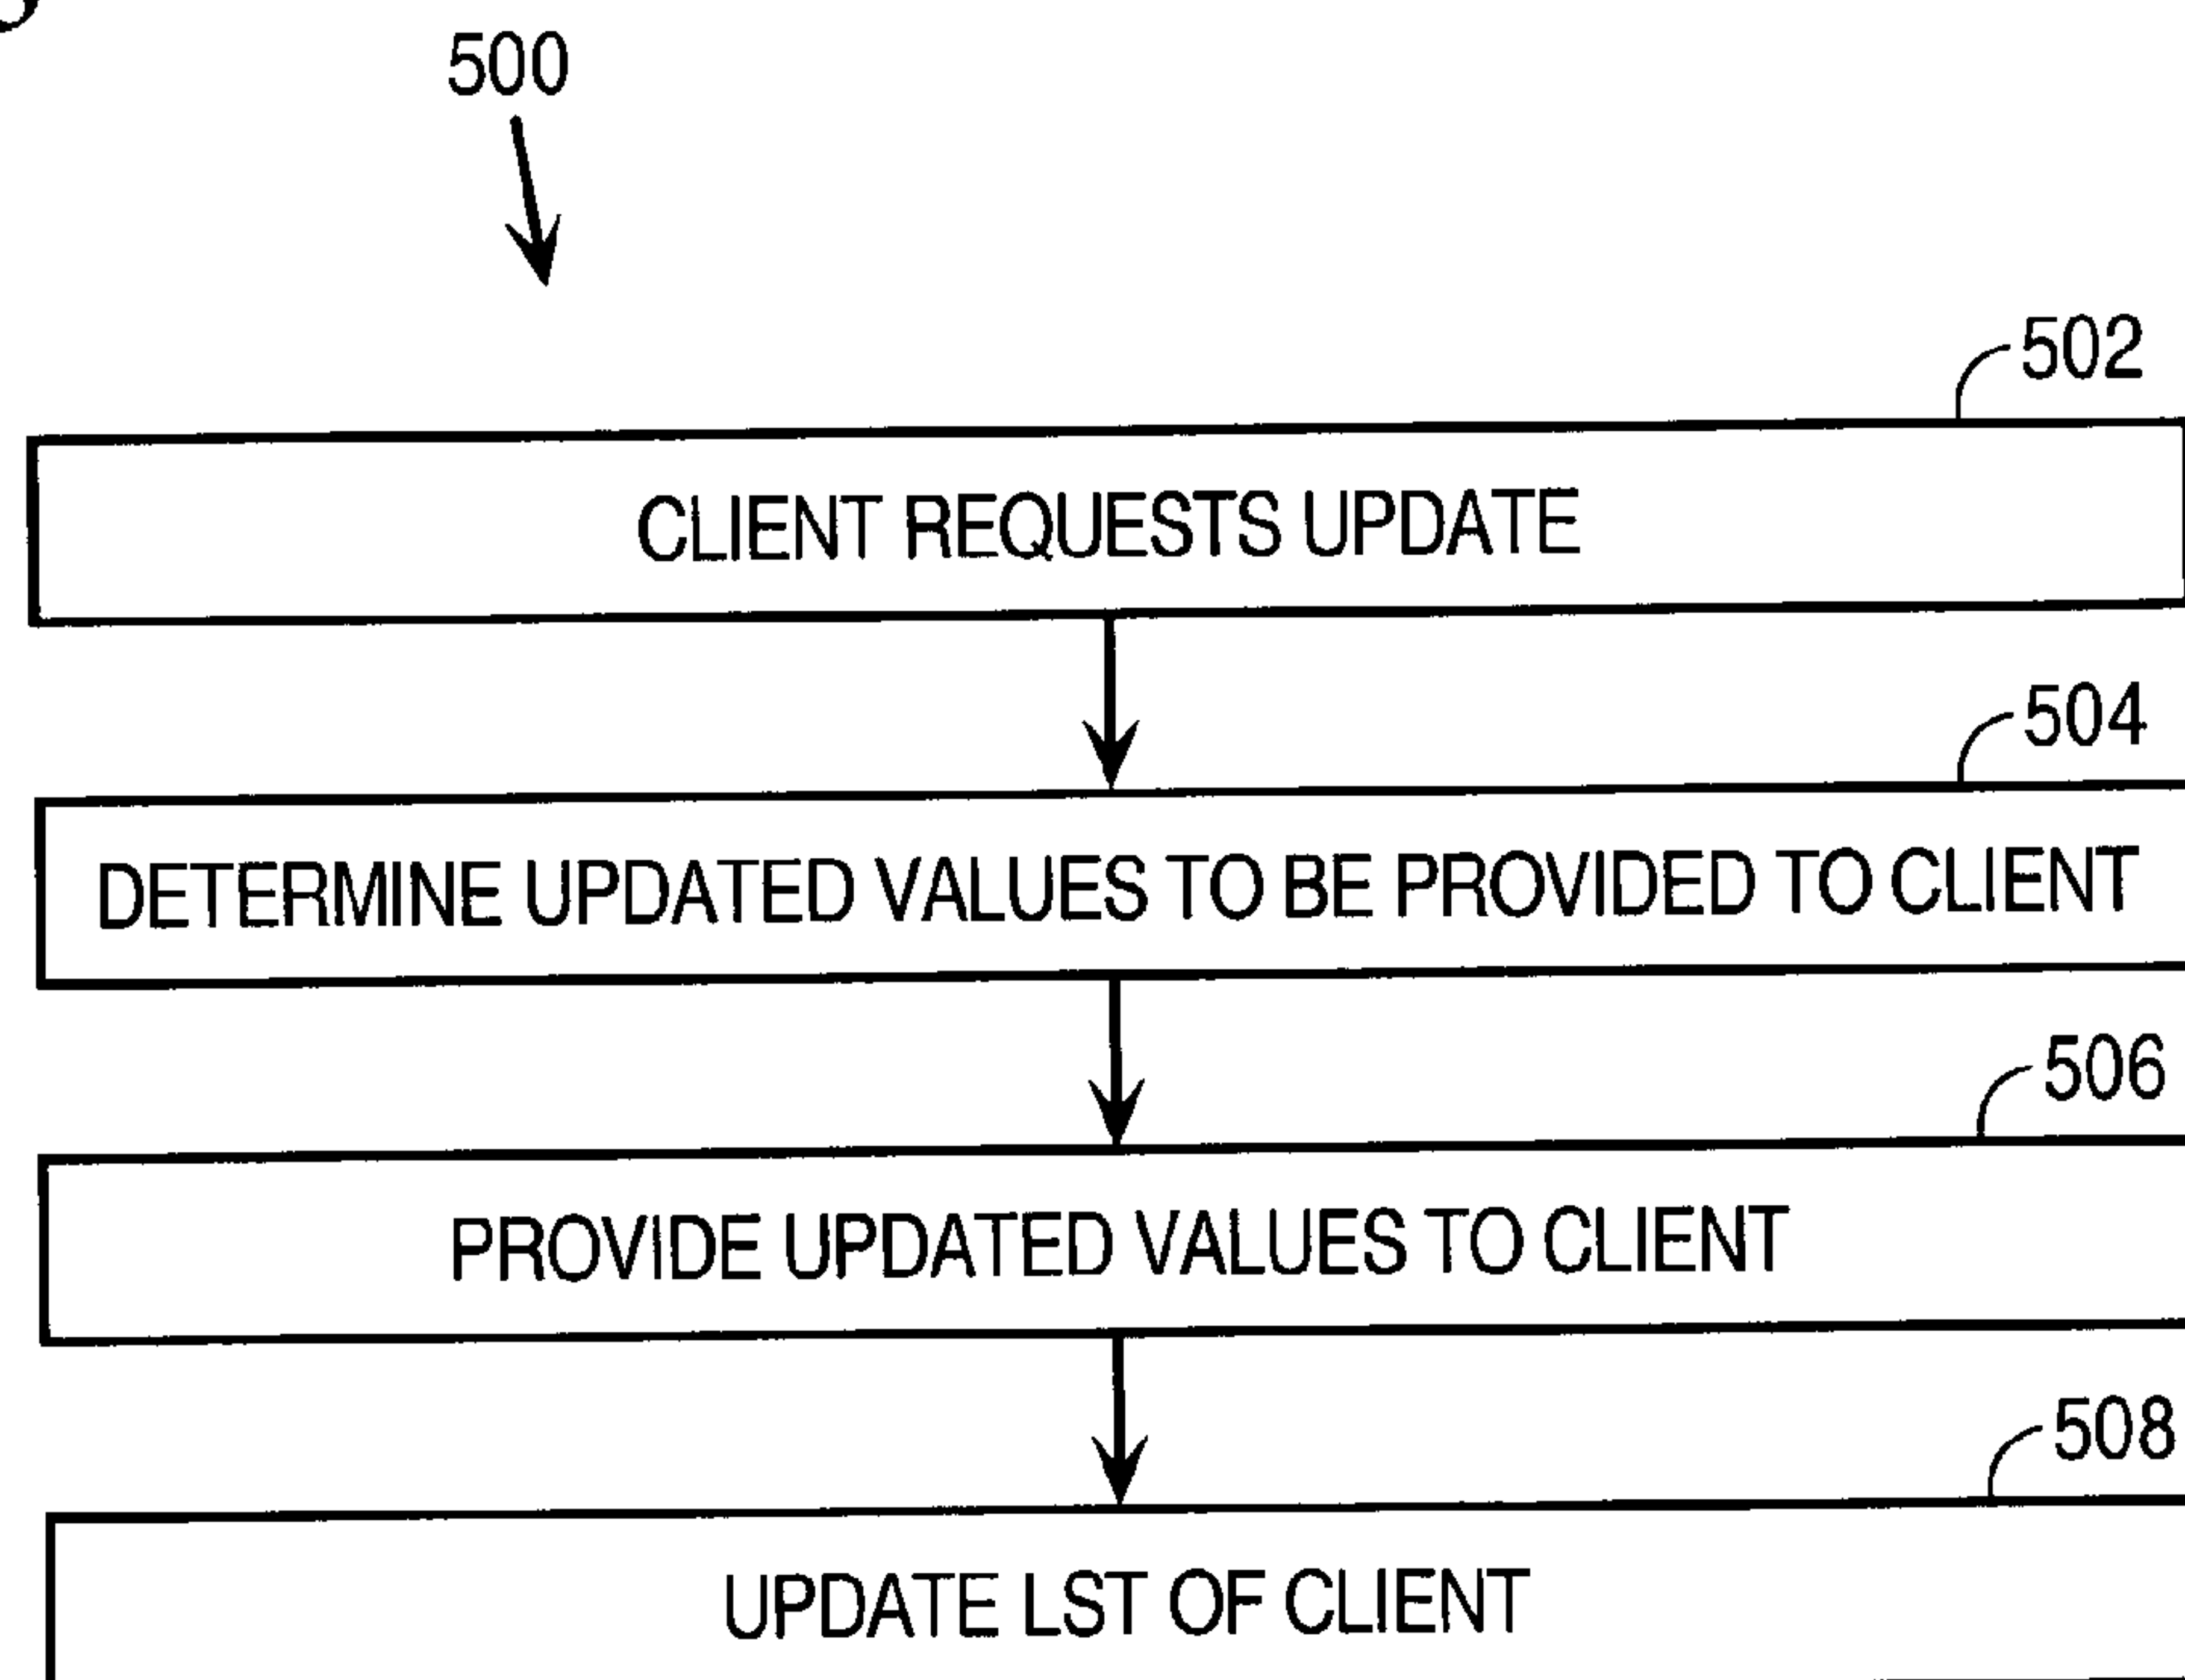 500
502
CLIENT REQUESTS UPDATE
504
DETERMINE UPDATED VALUES TO BE PROVIDED TO CLIENT
506
PROVIDE UPDATED VALUES TO CLIENT
508
UPDATE LST OF CLIENT